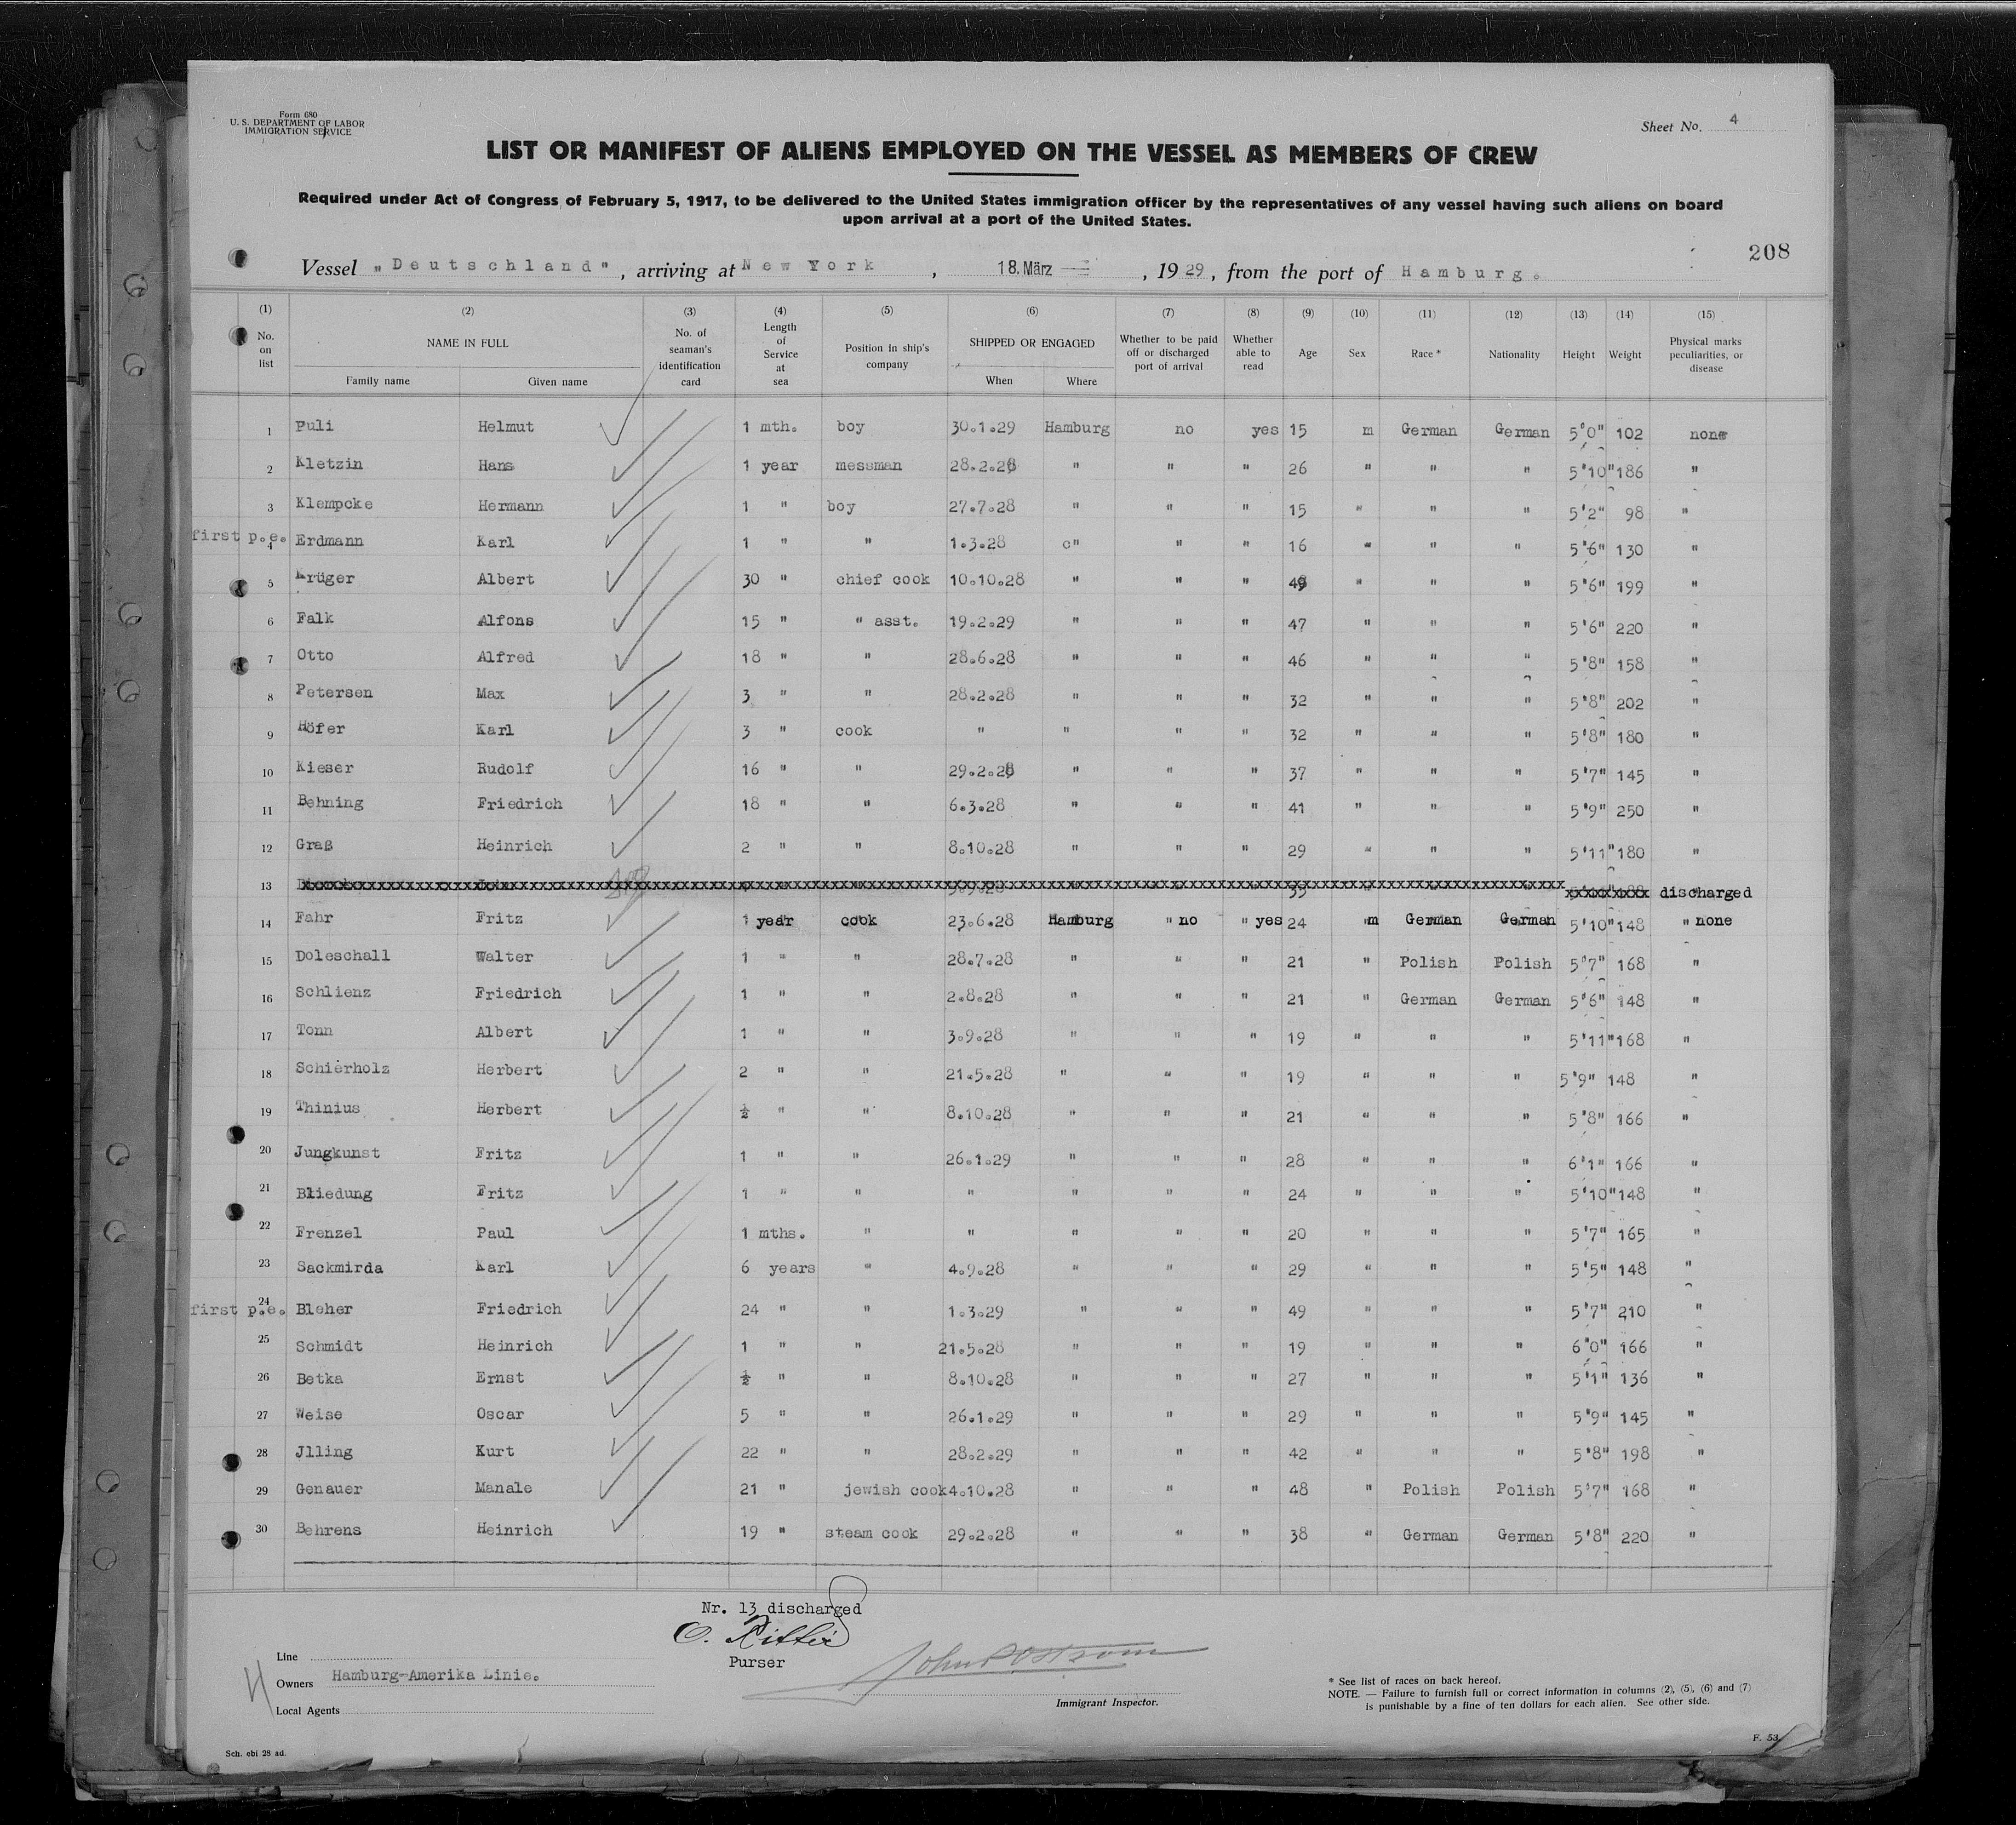 Form 680
U. S. DEPARTMENT OF LABOR
IMMIGRATION SERVICE
Sheet No. 4
LIST OR MANIFEST OF ALIENS EMPLOYED ON THE VESSEL AS MEMBERS OF CREW
Required under Act of Congress of February 5, 1917, to be delivered to the United States immigration officer by the representatives of any vessel having such aliens on board
upon arrival at a port of the United States.
208
Vessel „Deutschland", arriving at New York, 18. März, 1929, from the port of Hamburg.
(1) No. on list (2) NAME IN FULL Family name Given name (3) No. of seaman's identification card (4) Length of Service at sea (5) Position in ship's company (6) SHIPPED OR ENGAGED When Where (7) Whether to be paid off or discharged port of arrival (8) Whether able to read (9) Age (10) Sex (11) Race * (12) Nationality (13) Height (14) Weight (15) Physical marks peculiarities, or disease
1 Puli Helmut 1 mth. boy 30.1.29 Hamburg no yes 15 m German German 5'0" 102 none
2 Kletzin Hans 1 year messman 28.2.28 " " " 26 " " " 5'10" 186 "
3 Klempcke Hermann 1 " boy 27.7.28 " " " 15 " " " 5'2" 98 "
first p.e. 4 Erdmann Karl 1 " " 1.3.28 c" " " 16 " " " 5'6" 130 "
5 Krüger Albert 30 " chief cook 10.10.28 " " " " " " 5'6" 199 "
6 Falk Alfons 15 " " asst. 19.2.29 " " " 47 " " " 5'6" 220 "
7 Otto Alfred 18 " " 28.6.28 " " " 46 " " " 5'8" 158 "
8 Petersen Max 3 " " 28.2.28 " " " 32 " " " 5'8" 202 "
9 Höfer Karl 3 " cook " " " " 32 " " " 5'8" 180 "
10 Kieser Rudolf 16 " " 29.2.28 " " " 37 " " " 5'7" 145 "
11 Behning Friedrich 18 " " 6.3.28 " " " 41 " " " 5'9" 250 "
12 Graß Heinrich 2 " " 8.10.28 " " " 29 " " " 5'11" 180 "
13 discharged
14 Fahr Fritz 1 year cook 23.6.28 Hamburg " no " yes 24 m German German 5'10" 148 " none
15 Doleschall Walter 1 " " 28.7.28 " " " 21 " Polish Polish 5'7" 168 "
16 Schlienz Friedrich 1 " " 2.8.28 " " " 21 " German German 5'6" 148 "
17 Tonn Albert 1 " " 3.9.28 " " " 19 " " " 5'11" 168 "
18 Schierholz Herbert 2 " " 21.5.28 " " " 19 " " " 5'9" 148 "
19 Thinius Herbert ½ " " 8.10.28 " " " 21 " " " 5'8" 166 "
20 Jungkunst Fritz 1 " " 26.1.29 " " " 28 " " " 6'1" 166 "
21 Bliedung Fritz 1 " " " " " " 24 " " " 5'10" 148 "
22 Frenzel Paul 1 mths. " " " " " 20 " " " 5'7" 165 "
23 Sackmirda Karl 6 years " 4.9.28 " " " 29 " " " 5'5" 148 "
first p.e. 24 Bleher Friedrich 24 " " 1.3.29 " " " 49 " " " 5'7" 210 "
25 Schmidt Heinrich 1 " " 21.5.28 " " " 19 " " " 6"0" 166 "
26 Betka Ernst ½ " " 8.10.28 " " " 27 " " " 5'1" 136 "
27 Weise Oscar 5 " " 26.1.29 " " " 29 " " " 5'9" 145 "
28 Jlling Kurt 22 " " 28.2.29 " " " 42 " " " 5'8" 198 "
29 Genauer Manale 21 " jewish cook 4.10.28 " " " 48 " Polish Polish 5'7" 168 "
30 Behrens Heinrich 19 " steam cook 29.2.28 " " " 38 " German German 5'8" 220 "
Nr. 13 discharged
Purser
Line
Owners Hamburg-Amerika Linie.
Local Agents
Immigrant Inspector.
* See list of races on back hereof.
NOTE. — Failure to furnish full or correct information in columns (2), (5), (6) and (7)
is punishable by a fine of ten dollars for each alien. See other side.
Sch. ebi 28 ad.
F. 53